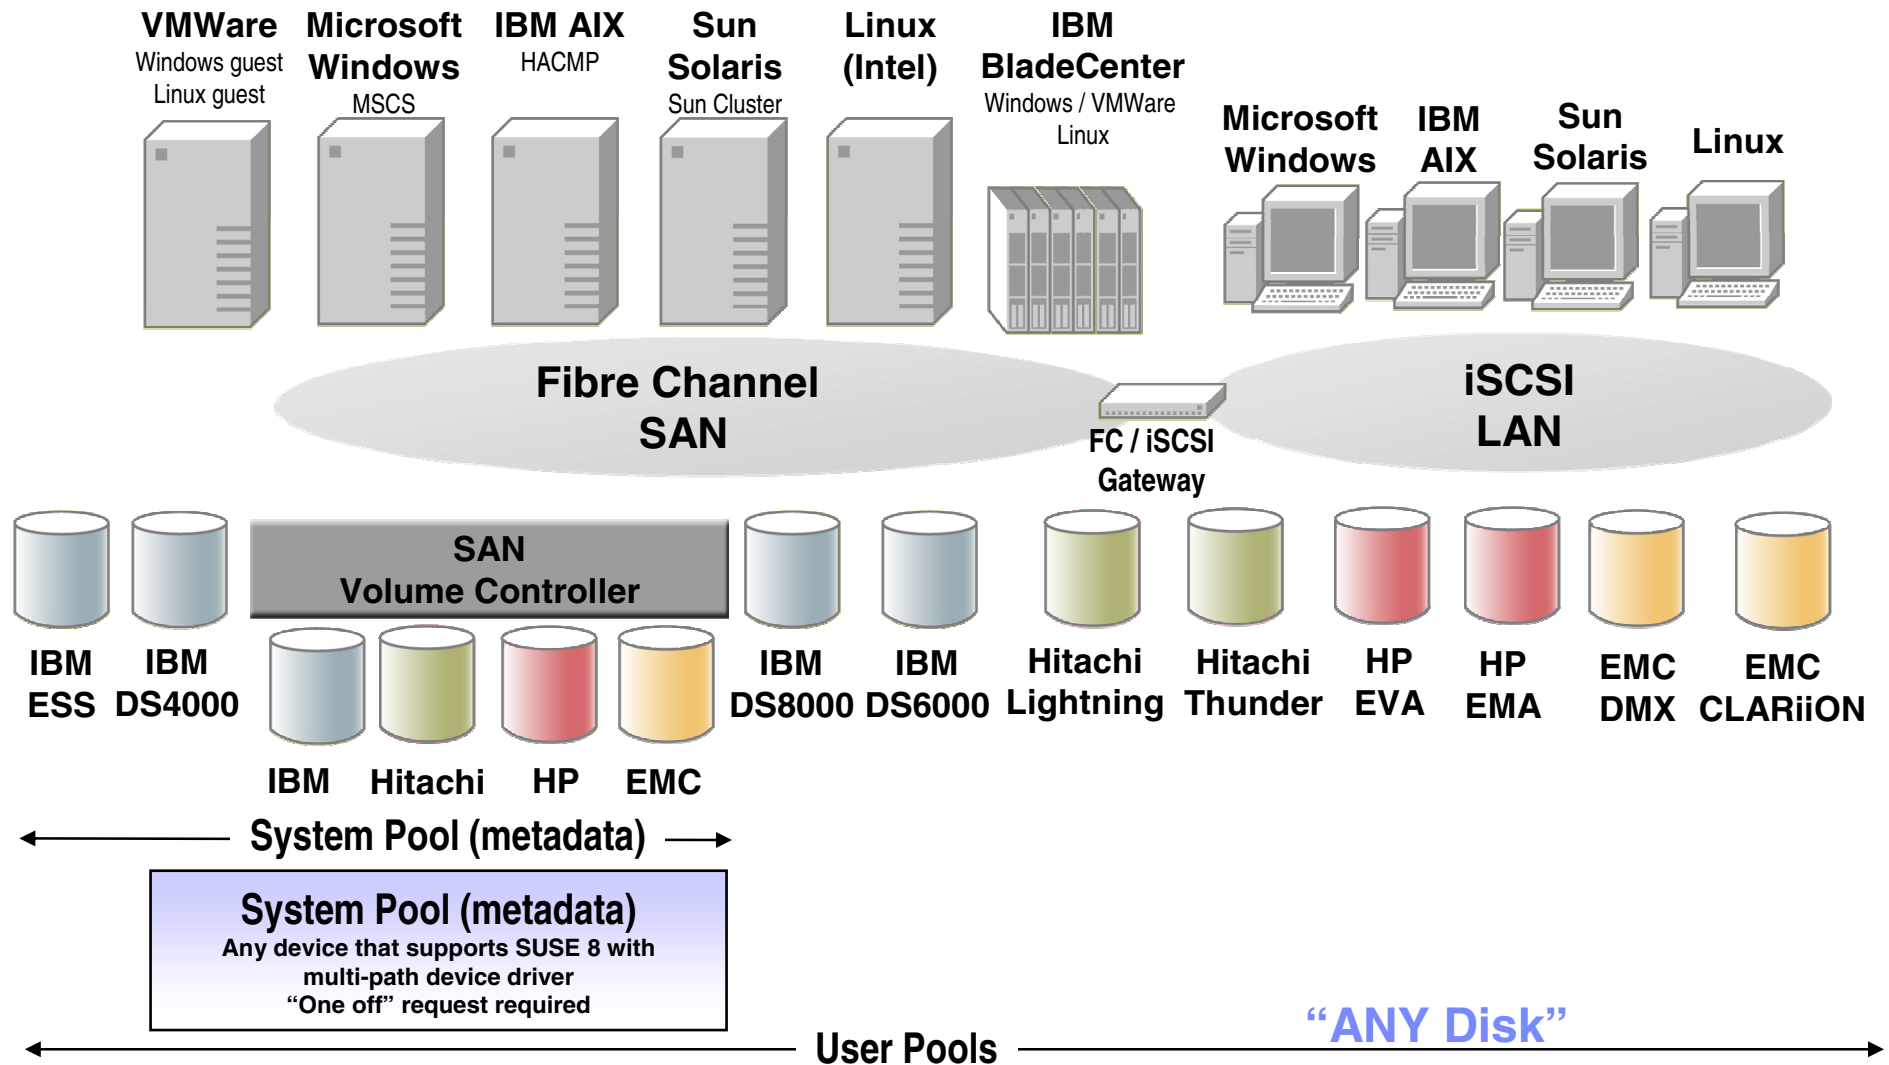 VMWare
Windows guest
Linux guest
Microsoft
Windows
MSCS
IBM AIX
HACMP
Sun
Solaris
Sun Cluster
Linux
(Intel)
IBM
BladeCenter
Windows / VMWare
Linux
Microsoft
Windows
IBM
AIX
Sun
Solaris
Linux
Fibre Channel
SAN
FC / iSCSI
Gateway
iSCSI
LAN
IBM
ESS
IBM
DS4000
SAN
Volume Controller
IBM
Hitachi
HP
EMC
IBM
DS8000
IBM
DS6000
Hitachi
Lightning
Hitachi
Thunder
HP
EVA
HP
EMA
EMC
DMX
EMC
CLARiiON
System Pool (metadata)
System Pool (metadata)
Any device that supports SUSE 8 with
multi-path device driver
“One off” request required
“ANY Disk”
User Pools